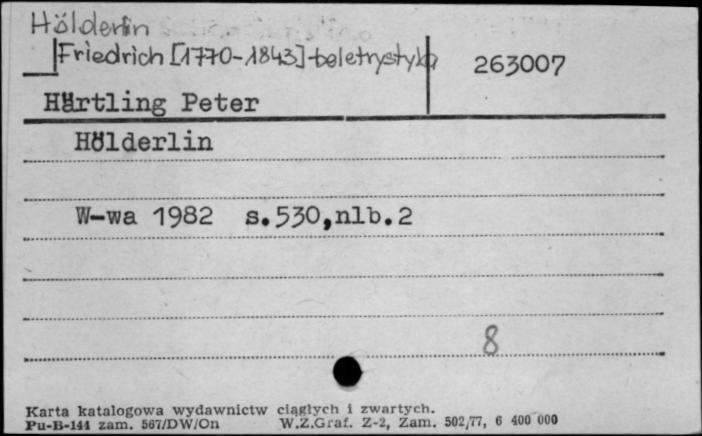 Hölderlin
Friedrich [1770-1843]-beletrystyka
263007
Härtling Peter
Hölderlin
W-wa 1982 s.530,nlb.2
8
Karta katalogowa wydawnictw ciągłych i zwartych.
Pu-B-144 zam. 567/DW/On W.Z.Graf. Z-2, Zam. 502/77, 6 400 000